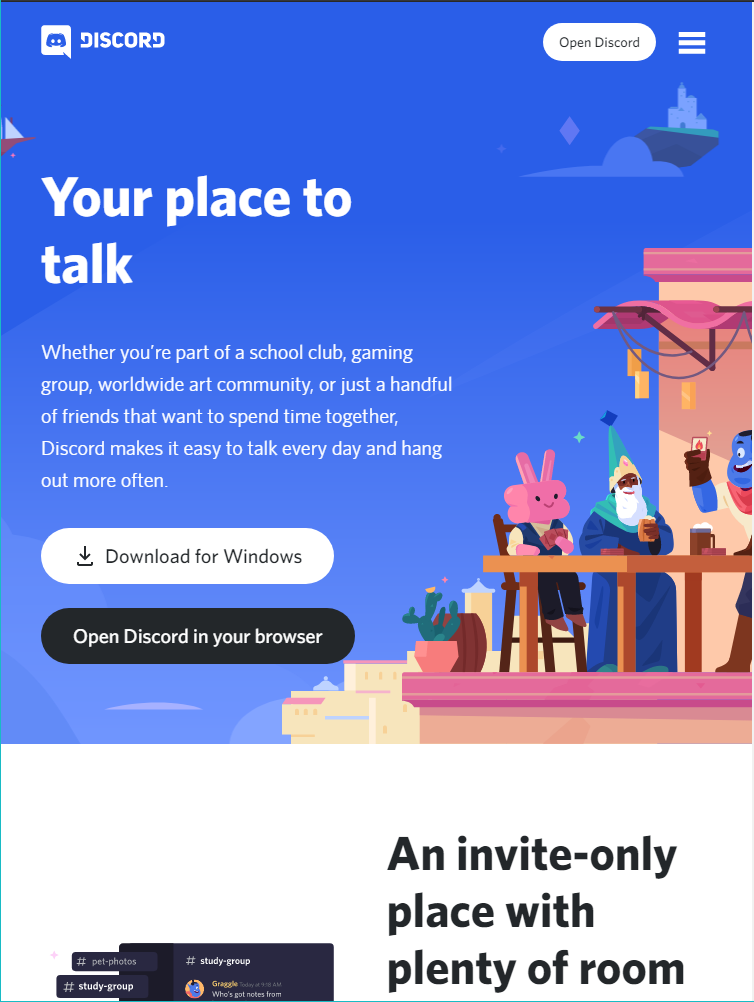 DISCORD
Open Discord
Your place to
talk
Whether you’re part of a school club, gaming
group, worldwide art community, or just a handful
of friends that want to spend time together,
Discord makes it easy to talk every day and hang
out more often.
Download for Windows
Open Discord in your browser
An invite-only
place with
plenty of room
# pet-photos
# study-group
# study-group
Graggle Today at 9:18 AM
Who's got notes from